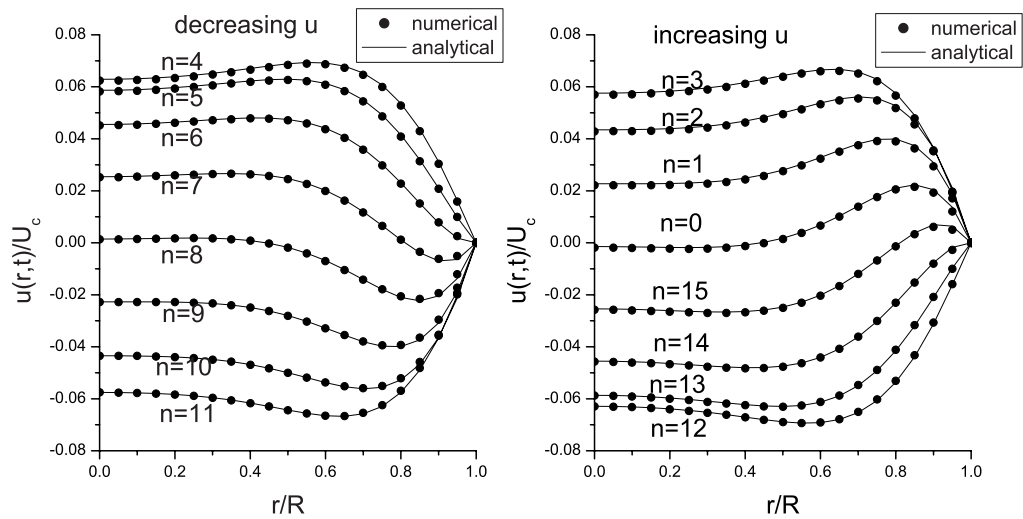 decreasing u
numerical
analytical
0.08
0.06
0.04
0.02
0.00
-0.02
-0.04
-0.06
-0.08
u(r,t)/U_c
n=4
n=5
n=6
n=7
n=8
n=9
n=10
n=11
0.0 0.2 0.4 0.6 0.8 1.0
r/R
increasing u
numerical
analytical
0.08
0.06
0.04
0.02
0.00
-0.02
-0.04
-0.06
-0.08
u(r,t)/U_c
n=3
n=2
n=1
n=0
n=15
n=14
n=13
n=12
0.0 0.2 0.4 0.6 0.8 1.0
r/R